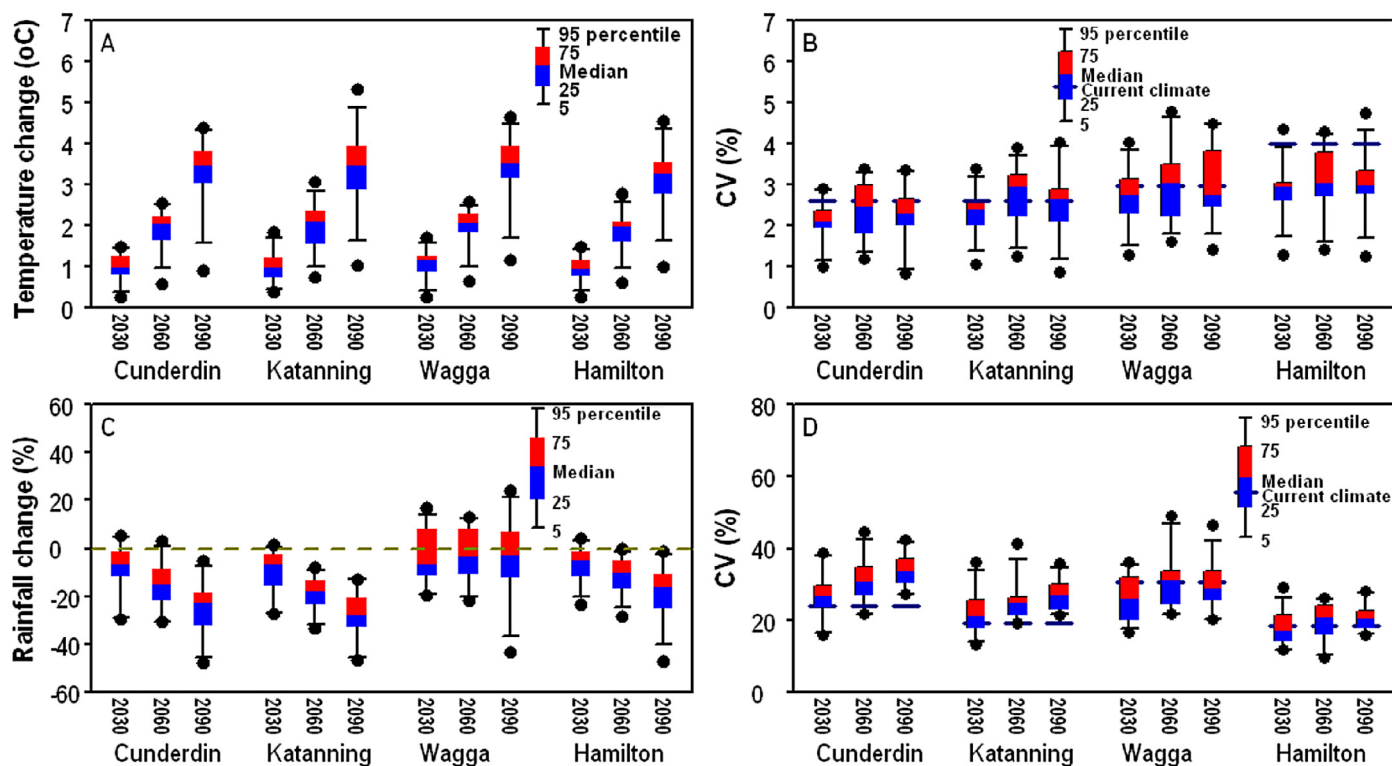 A
Temperature change (oC)
7
6
5
4
3
2
1
0
95 percentile
75
Median
25
5
2030 2060 2090 2030 2060 2090 2030 2060 2090 2030 2060 2090
Cunderdin Katanning Wagga Hamilton
B
CV (%)
7
6
5
4
3
2
1
0
95 percentile
75
Median
Current climate
25
5
2030 2060 2090 2030 2060 2090 2030 2060 2090 2030 2060 2090
Cunderdin Katanning Wagga Hamilton
C
Rainfall change (%)
60
40
20
0
-20
-40
-60
95 percentile
75
Median
25
5
2030 2060 2090 2030 2060 2090 2030 2060 2090 2030 2060 2090
Cunderdin Katanning Wagga Hamilton
D
CV (%)
80
60
40
20
0
95 percentile
75
Median
Current climate
25
5
2030 2060 2090 2030 2060 2090 2030 2060 2090 2030 2060 2090
Cunderdin Katanning Wagga Hamilton